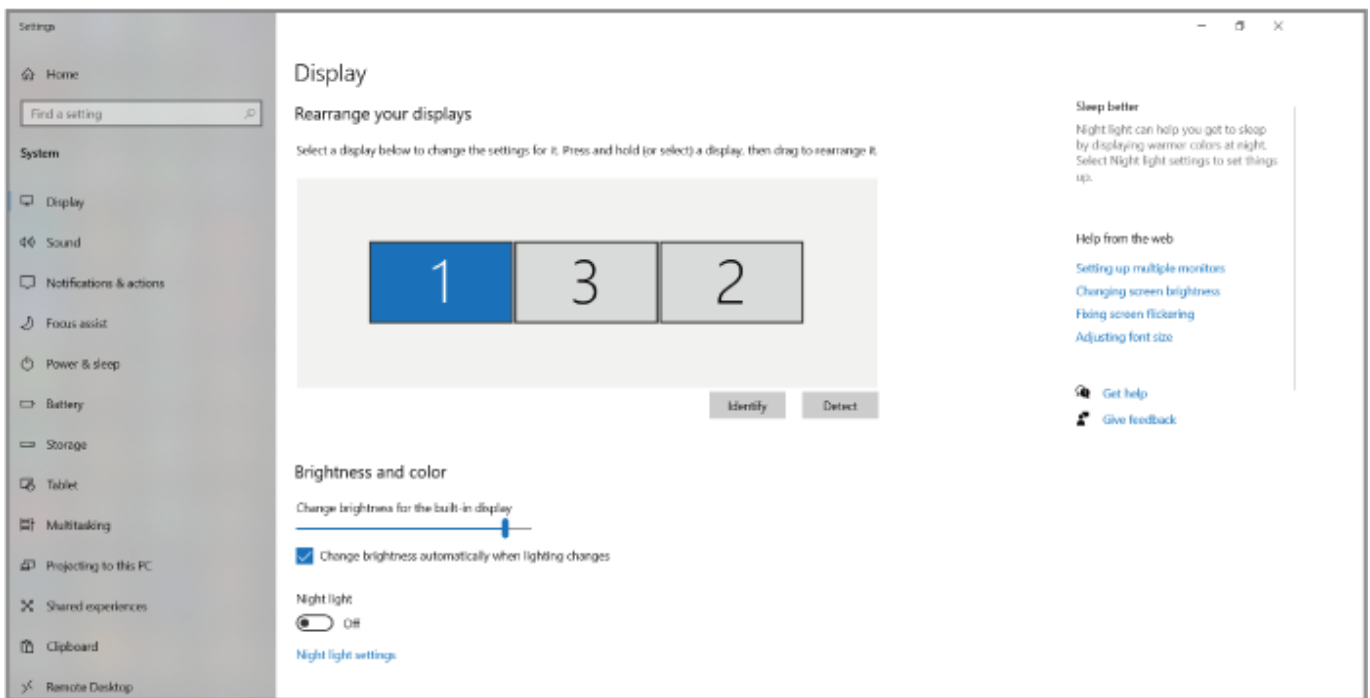 Settings
Home
Find a setting
System
Display
Sound
Notifications & actions
Focus assist
Power & sleep
Battery
Storage
Tablet
Multitasking
Projecting to this PC
Shared experiences
Clipboard
Remote Desktop
Display
Rearrange your displays
Select a display below to change the settings for it. Press and hold (or select) a display, then drag to rearrange it.
1 3 2
Identify Detect
Brightness and color
Change brightness for the built-in display
Change brightness automatically when lighting changes
Night light
Off
Night light settings
Sleep better
Night light can help you get to sleep
by displaying warmer colors at night.
Select Night light settings to set things
up.
Help from the web
Setting up multiple monitors
Changing screen brightness
Fixing screen flickering
Adjusting font size
Get help
Give feedback